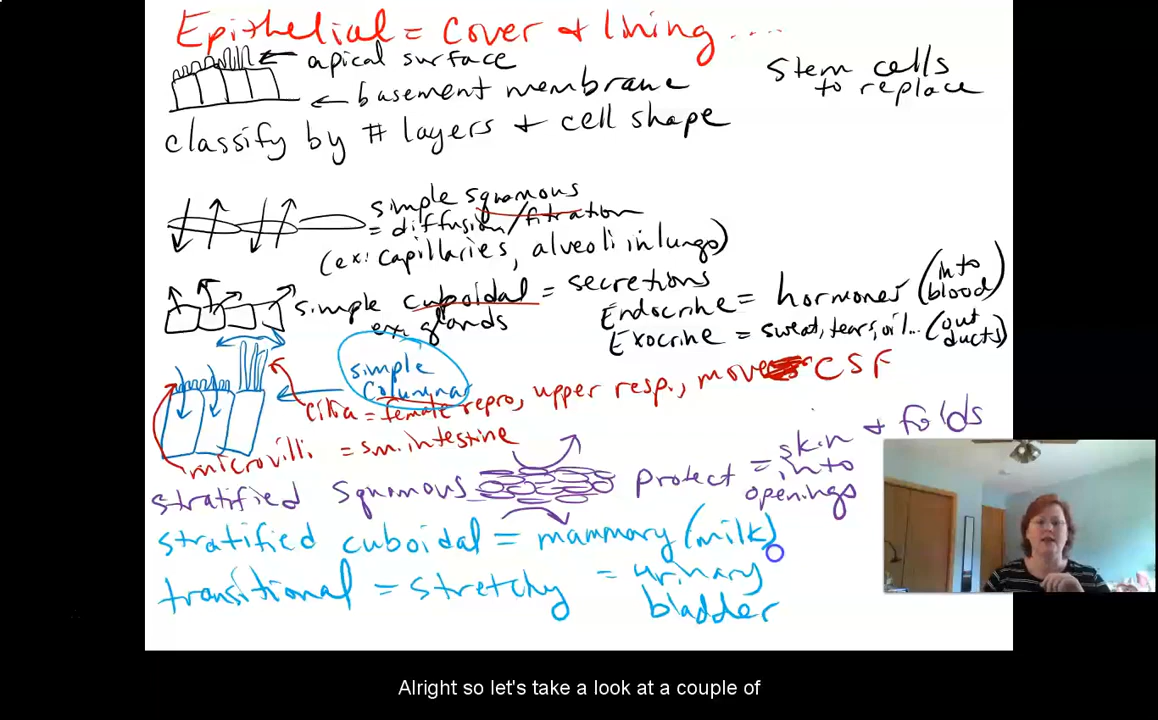 Epithelial = cover + lining....
apical surface
basement membrane
stem cells
to replace
classify by # layers + cell shape
simple squamous
= diffusion/fitration
(ex: capillaries, alveoli in lungs)
simple cuboidal = secretions
ex: glands
Endocrine = hormones (into
blood)
Exocrine = sweat, tears, oil... (out
ducts)
simple
Columnar
cilia = female repro, upper resp., move CSF
microvilli = sm. intestine
stratified squamous
protect = skin + folds
into
openings
stratified cuboidal = mammary (milk)
transitional = stretchy = urinary
bladder
Alright so let's take a look at a couple of